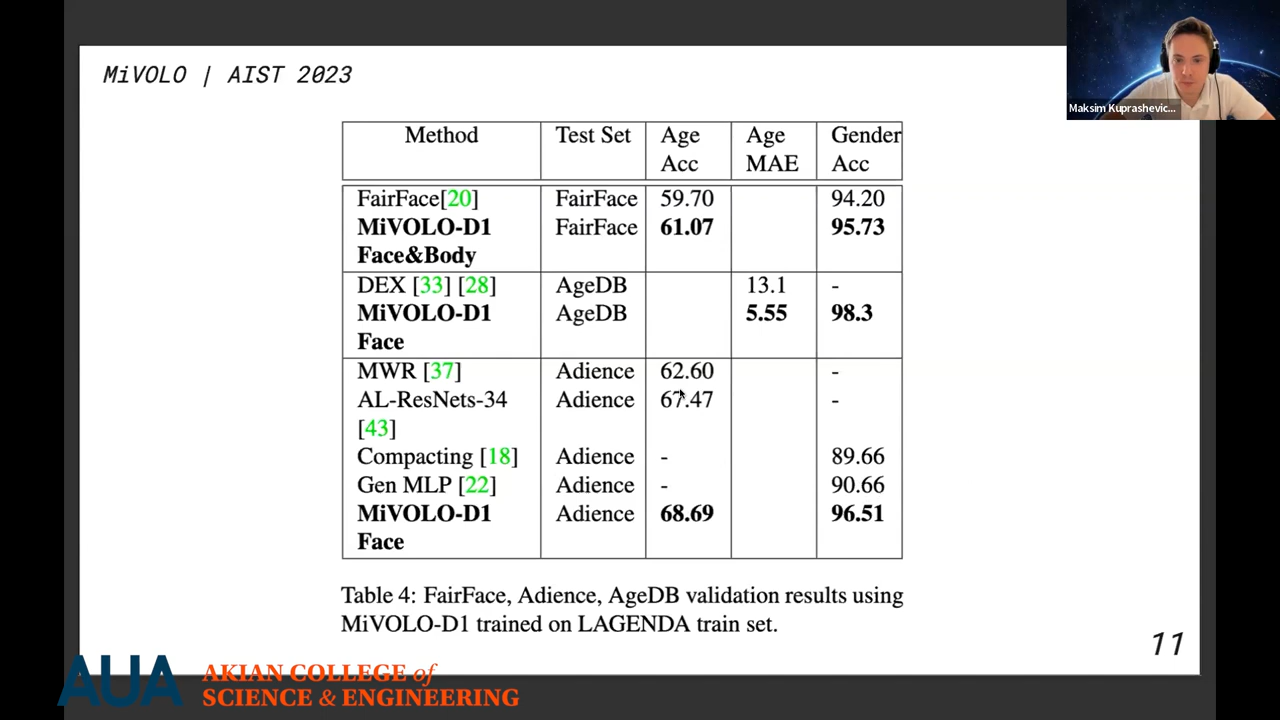 MiVOLO | AIST 2023
Maksim Kuprashevic...
Method Test Set Age Age Gender
Acc MAE Acc
FairFace[20] FairFace 59.70 94.20
MiVOLO-D1 FairFace 61.07 95.73
Face&Body
DEX [33] [28] AgeDB 13.1 -
MiVOLO-D1 AgeDB 5.55 98.3
Face
MWR [37] Adience 62.60 -
AL-ResNets-34 Adience 67.47 -
[43]
Compacting [18] Adience - 89.66
Gen MLP [22] Adience - 90.66
MiVOLO-D1 Adience 68.69 96.51
Face
Table 4: FairFace, Adience, AgeDB validation results using
MiVOLO-D1 trained on LAGENDA train set.
11
AUA AKIAN COLLEGE of
SCIENCE & ENGINEERING